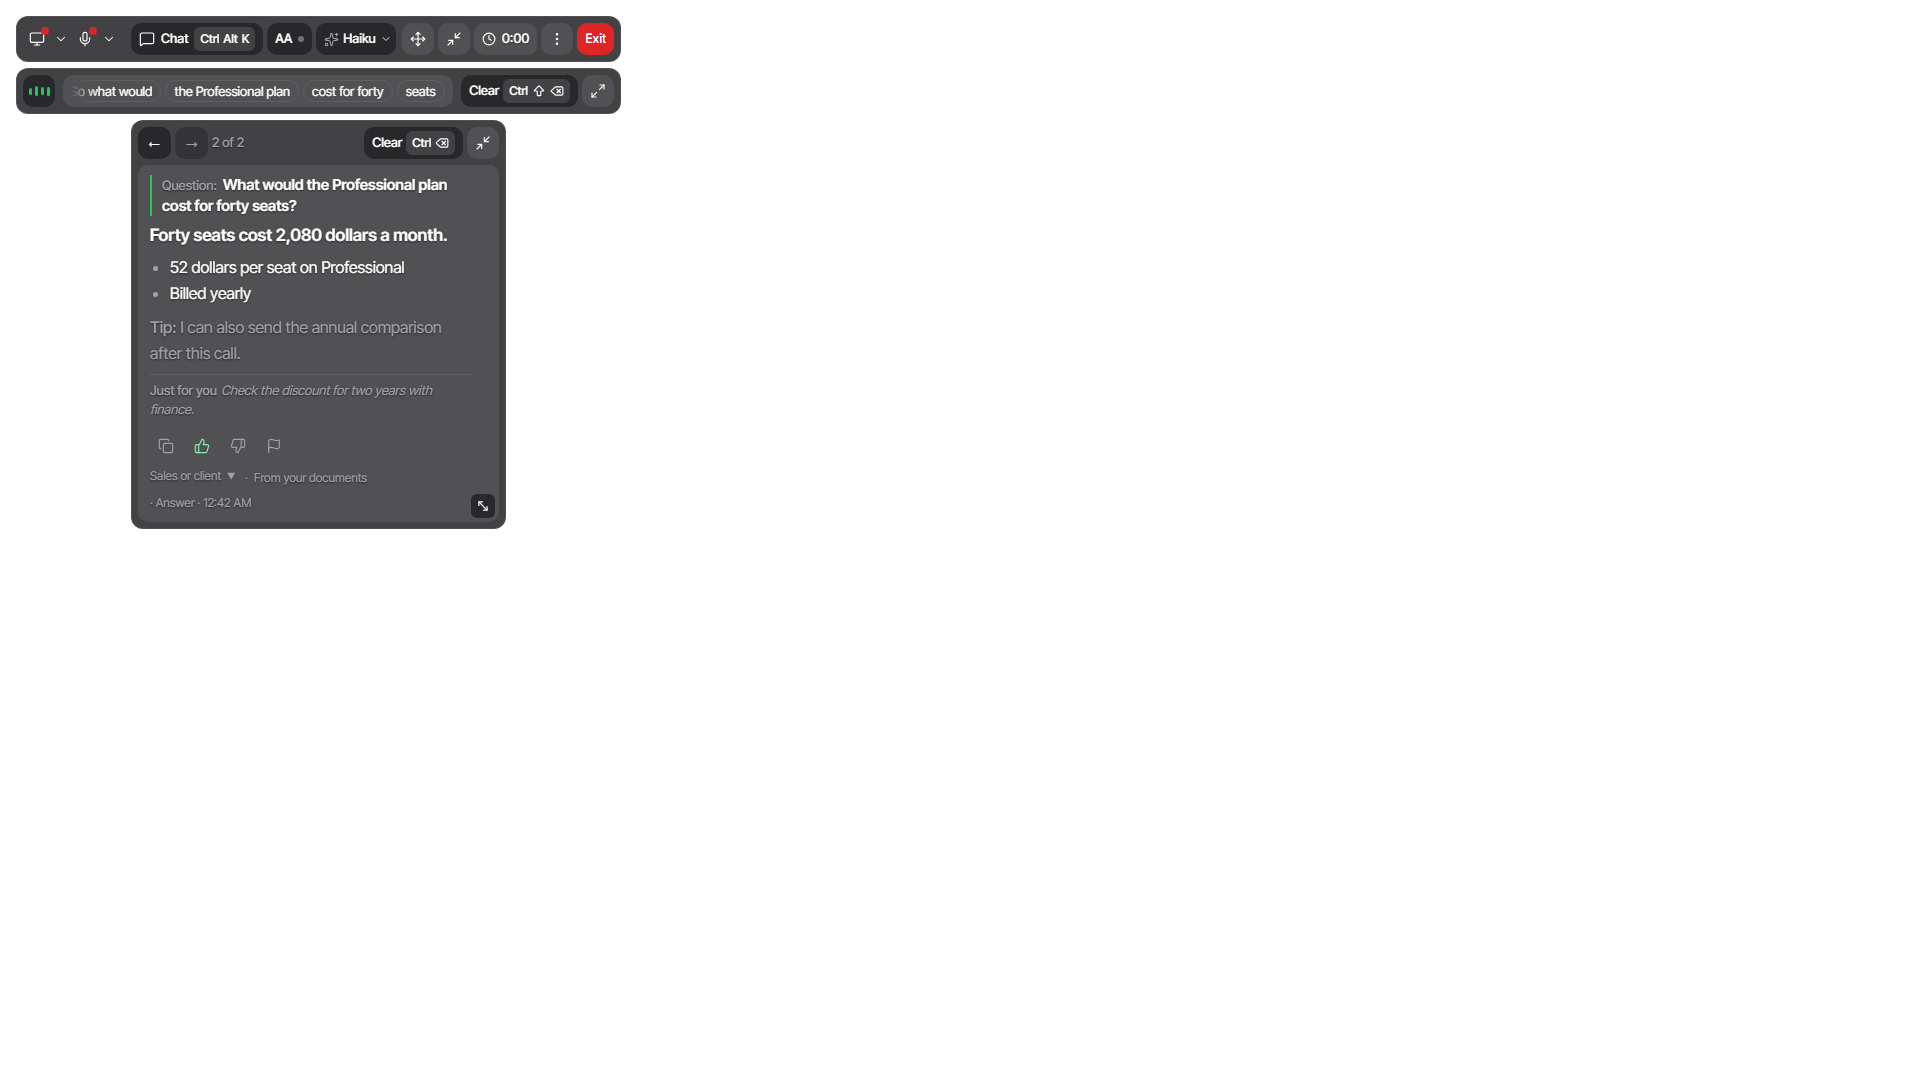 Chat Ctrl Alt K AA Haiku 0:00 Exit
So what would the Professional plan cost for forty seats Clear Ctrl
← → 2 of 2 Clear Ctrl
Question: What would the Professional plan
cost for forty seats?
Forty seats cost 2,080 dollars a month.
• 52 dollars per seat on Professional
• Billed yearly
Tip: I can also send the annual comparison
after this call.
Just for you Check the discount for two years with
finance.
Sales or client ▼ · From your documents
· Answer · 12:42 AM